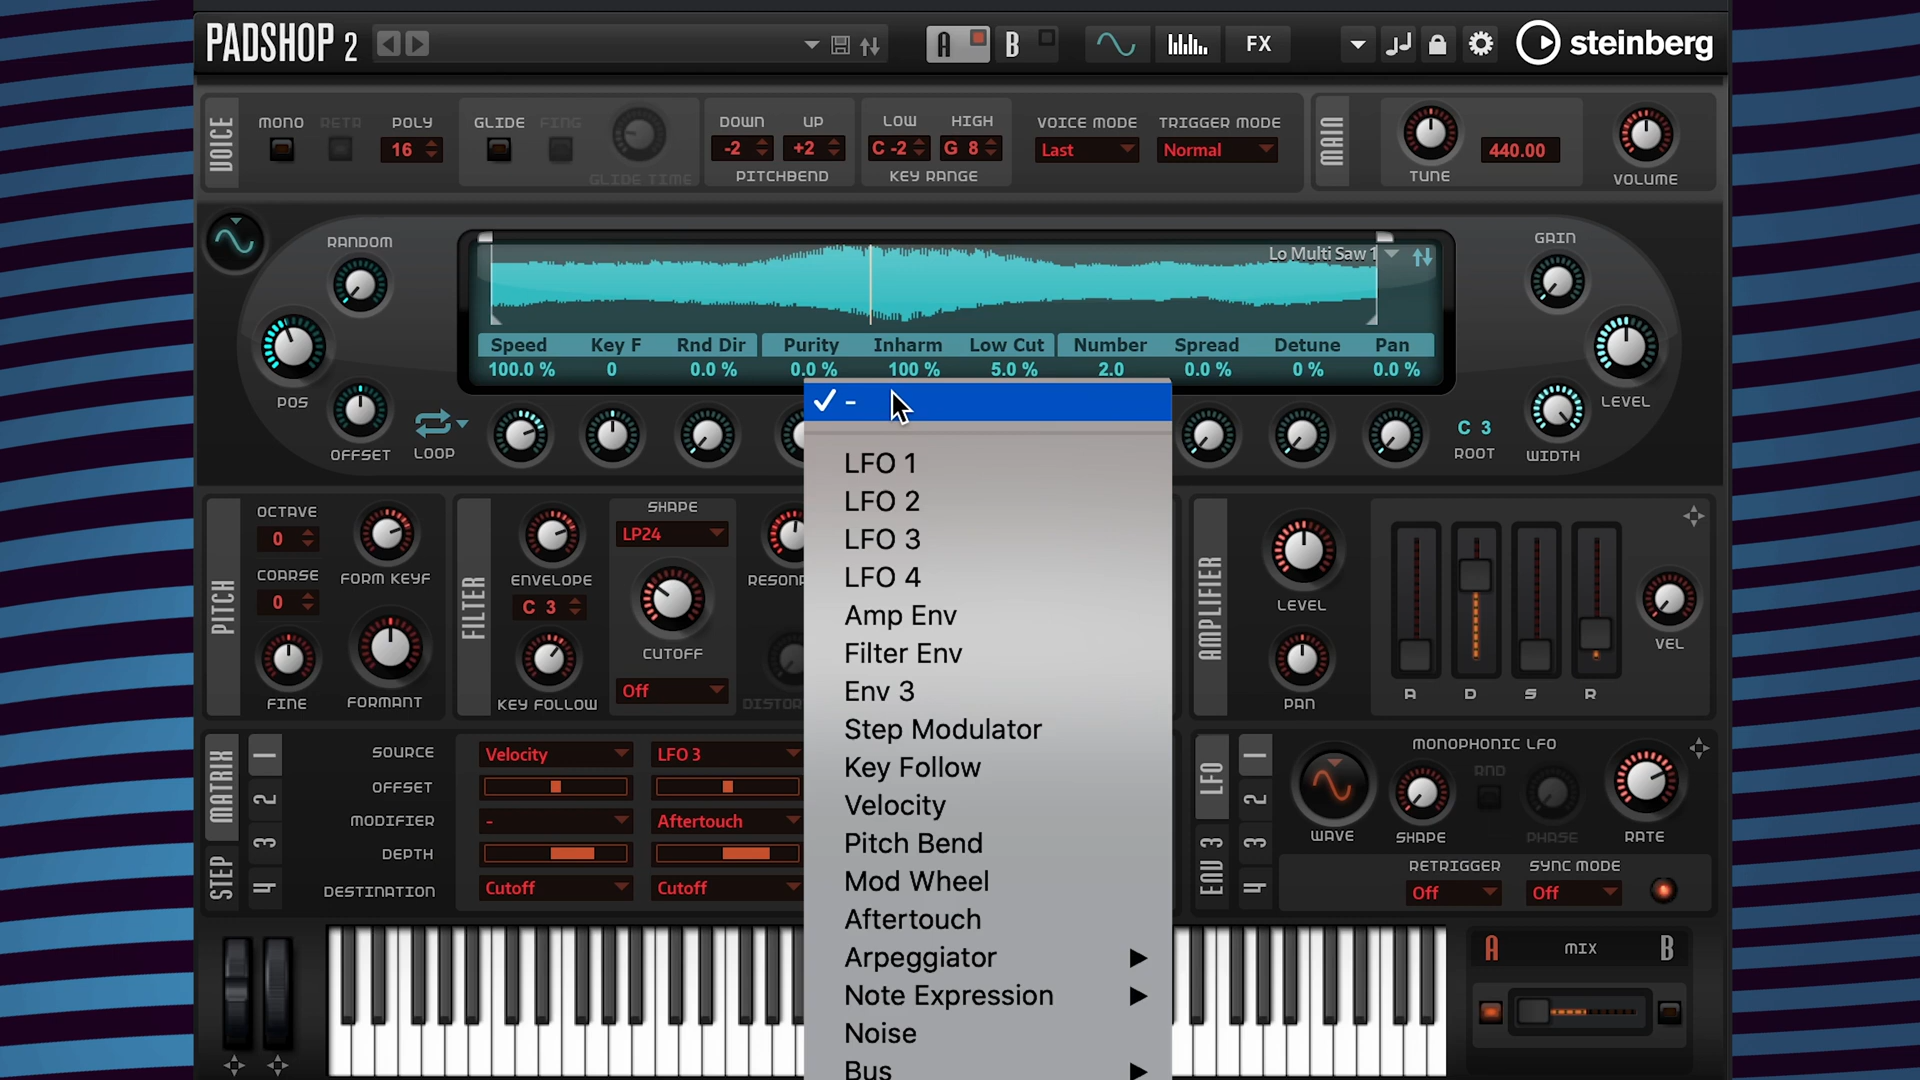 PADSHOP 2
A
B
FX
steinberg
VOICE
MONO
RETR
POLY
16
GLIDE
FING
GLIDE TIME
DOWN
UP
-2
+2
PITCHBEND
LOW
HIGH
C -2
G 8
KEY RANGE
VOICE MODE
Last
TRIGGER MODE
Normal
MAIN
TUNE
440.00
VOLUME
RANDOM
POS
OFFSET
LOOP
Lo Multi Saw 1
Speed Key F Rnd Dir Purity Inharm Low Cut Number Spread Detune Pan
100.0 % 0 0.0 % 0.0 % 100 % 5.0 % 2.0 0.0 % 0 % 0.0 %
GAIN
LEVEL
C 3
ROOT
WIDTH
PITCH
OCTAVE
0
COARSE
0
FINE
FORM KEYF
FORMANT
FILTER
ENVELOPE
C 3
KEY FOLLOW
SHAPE
LP24
CUTOFF
Off
RESON
DISTOR
-
LFO 1
LFO 2
LFO 3
LFO 4
Amp Env
Filter Env
Env 3
Step Modulator
Key Follow
Velocity
Pitch Bend
Mod Wheel
Aftertouch
Arpeggiator
Note Expression
Noise
Bus
AMPLIFIER
LEVEL
PAN
A D S R
VEL
MATRIX
STEP
1
2
3
4
SOURCE Velocity LFO 3
OFFSET
MODIFIER - Aftertouch
DEPTH
DESTINATION Cutoff Cutoff
LFO
ENV 3
1
2
3
4
MONOPHONIC LFO
WAVE
SHAPE
RND
PHASE
RATE
RETRIGGER
Off
SYNC MODE
Off
A MIX B